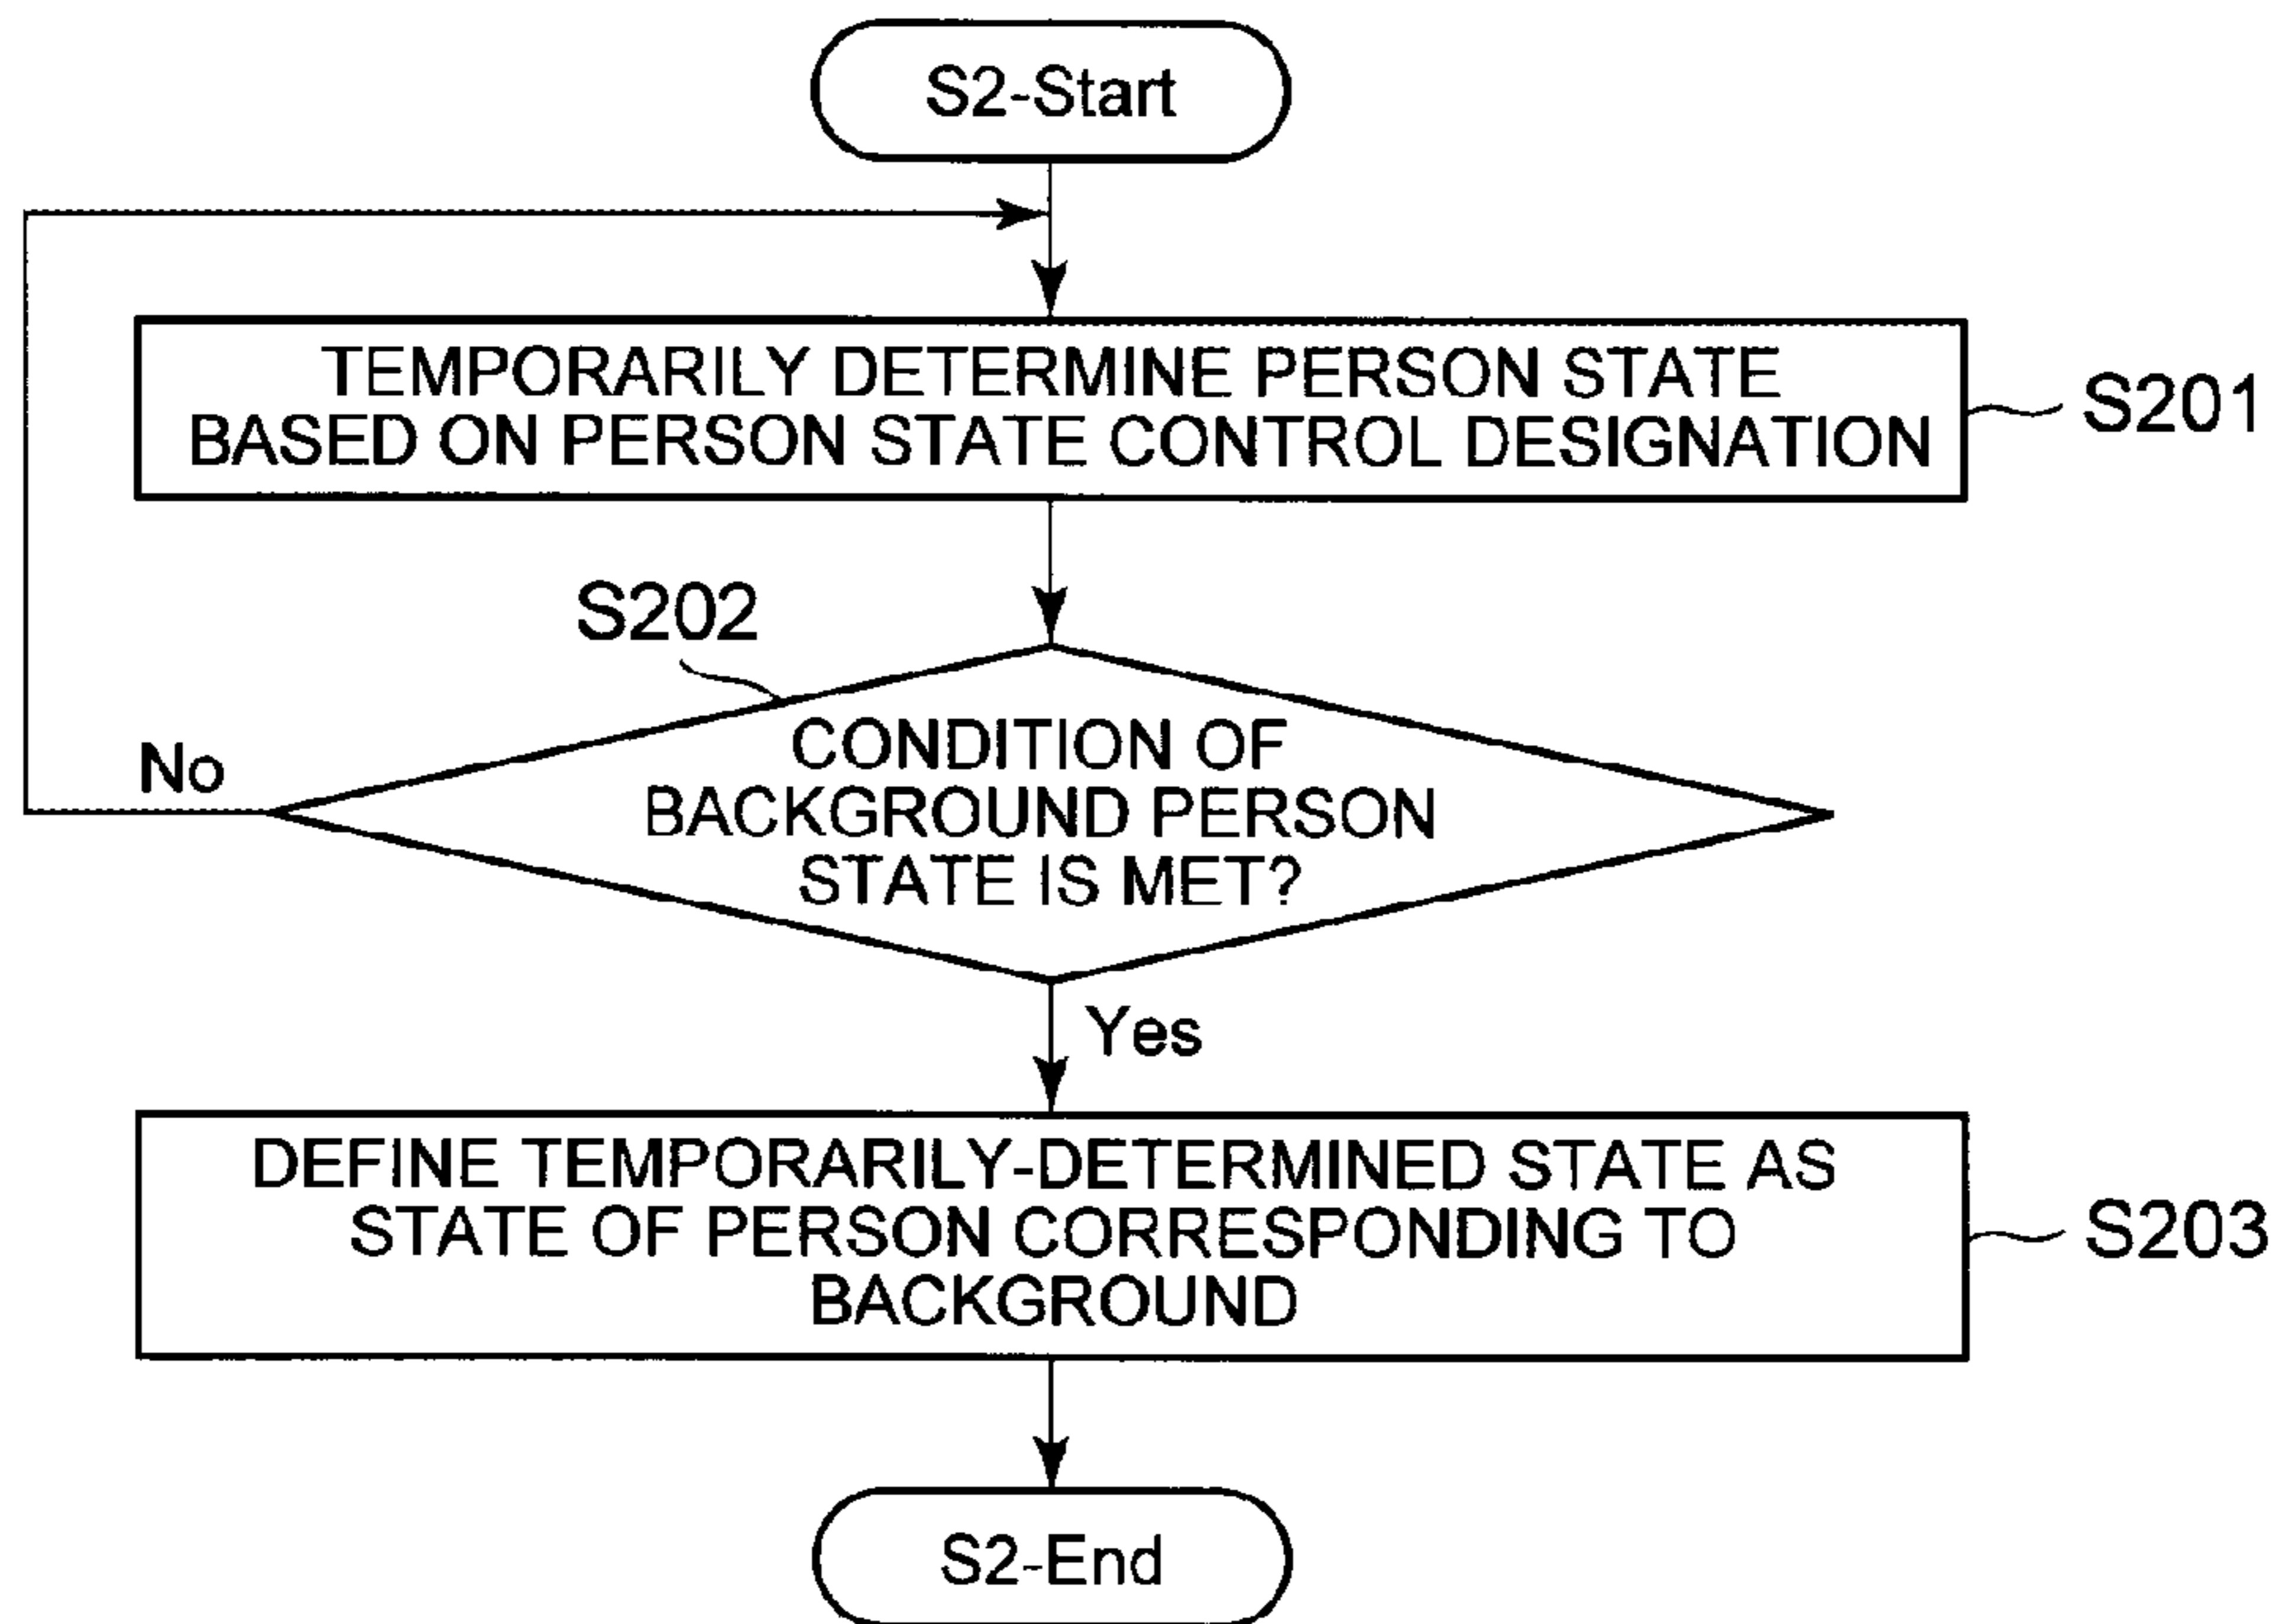 S2-Start
TEMPORARILY DETERMINE PERSON STATE
BASED ON PERSON STATE CONTROL DESIGNATION
S201
S202
CONDITION OF
BACKGROUND PERSON
STATE IS MET?
No
Yes
DEFINE TEMPORARILY-DETERMINED STATE AS
STATE OF PERSON CORRESPONDING TO
BACKGROUND
S203
S2-End